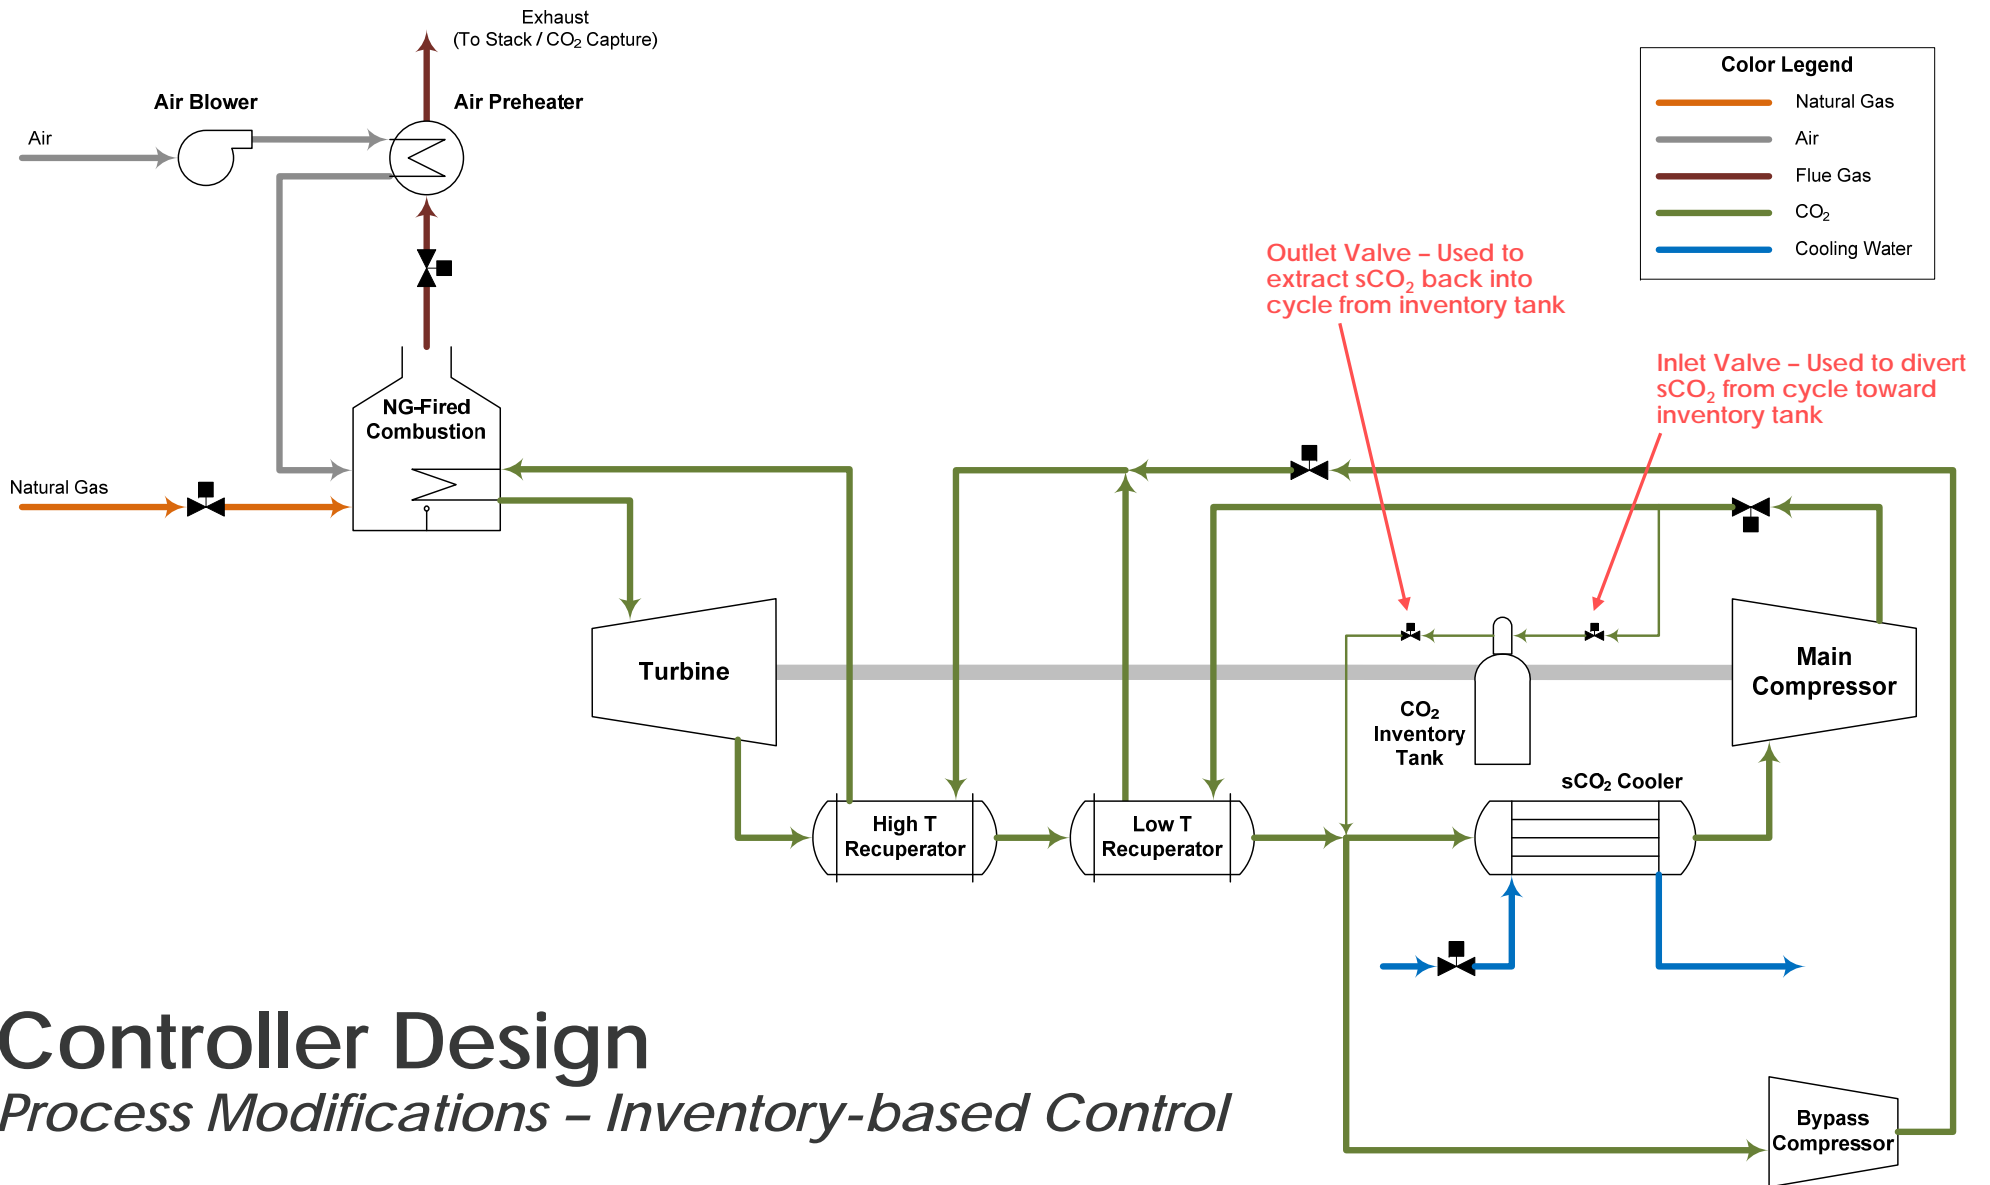 Exhaust
(To Stack / CO₂ Capture)
Air Blower
Air Preheater
Air
Color Legend
Natural Gas
Air
Flue Gas
CO₂
Cooling Water
Outlet Valve – Used to
extract sCO₂ back into
cycle from inventory tank
Inlet Valve – Used to divert
sCO₂ from cycle toward
inventory tank
NG-Fired
Combustion
Natural Gas
Turbine
Main
Compressor
CO₂
Inventory
Tank
sCO₂ Cooler
High T
Recuperator
Low T
Recuperator
Controller Design
Process Modifications – Inventory-based Control
Bypass
Compressor